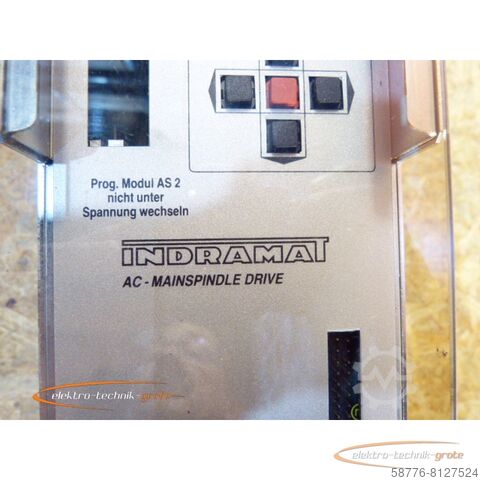 Prog. Modul AS 2
nicht unter
Spannung wechseln
INDRAMAT
AC - MAINSPINDLE DRIVE
elektro-technik-grote
elektro-technik-grote
58776-8127524